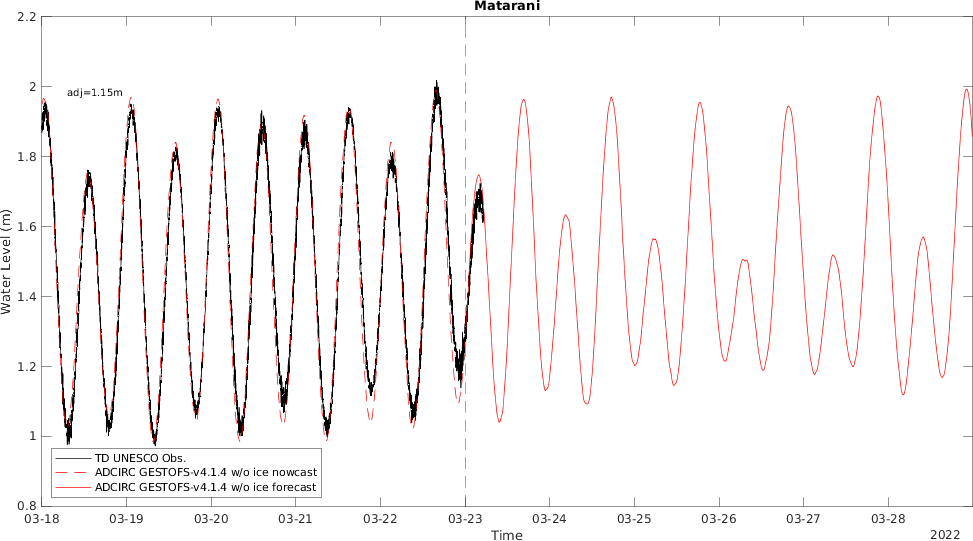 Matarani
2.2
2
1.8
1.6
1.4
1.2
1
0.8
Water Level (m)
adj=1.15m
TD UNESCO Obs.
ADCIRC GESTOFS-v4.1.4 w/o ice nowcast
ADCIRC GESTOFS-v4.1.4 w/o ice forecast
03-18 03-19 03-20 03-21 03-22 03-23 03-24 03-25 03-26 03-27 03-28
Time
2022